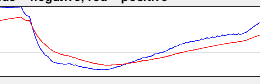 negative, red = positive